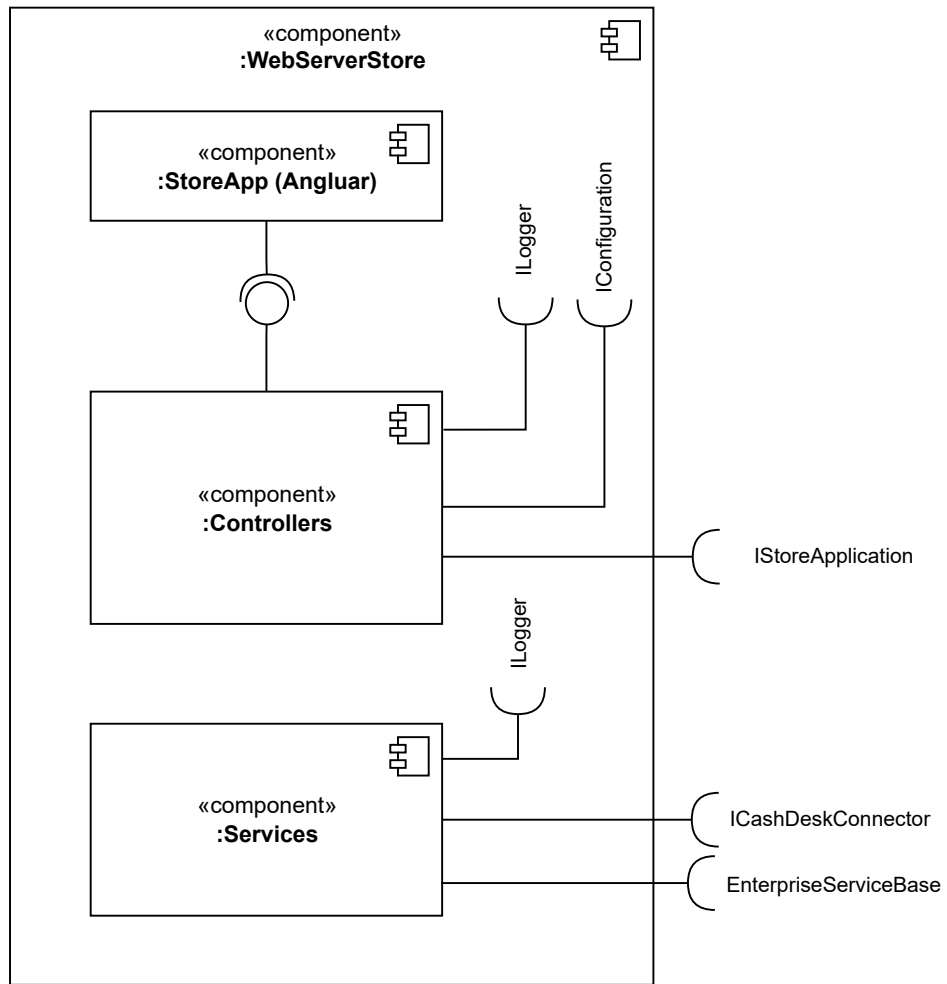 «component»
:WebServerStore
«component»
:StoreApp (Angluar)
ILogger
IConfiguration
«component»
:Controllers
IStoreApplication
ILogger
«component»
:Services
ICashDeskConnector
EnterpriseServiceBase